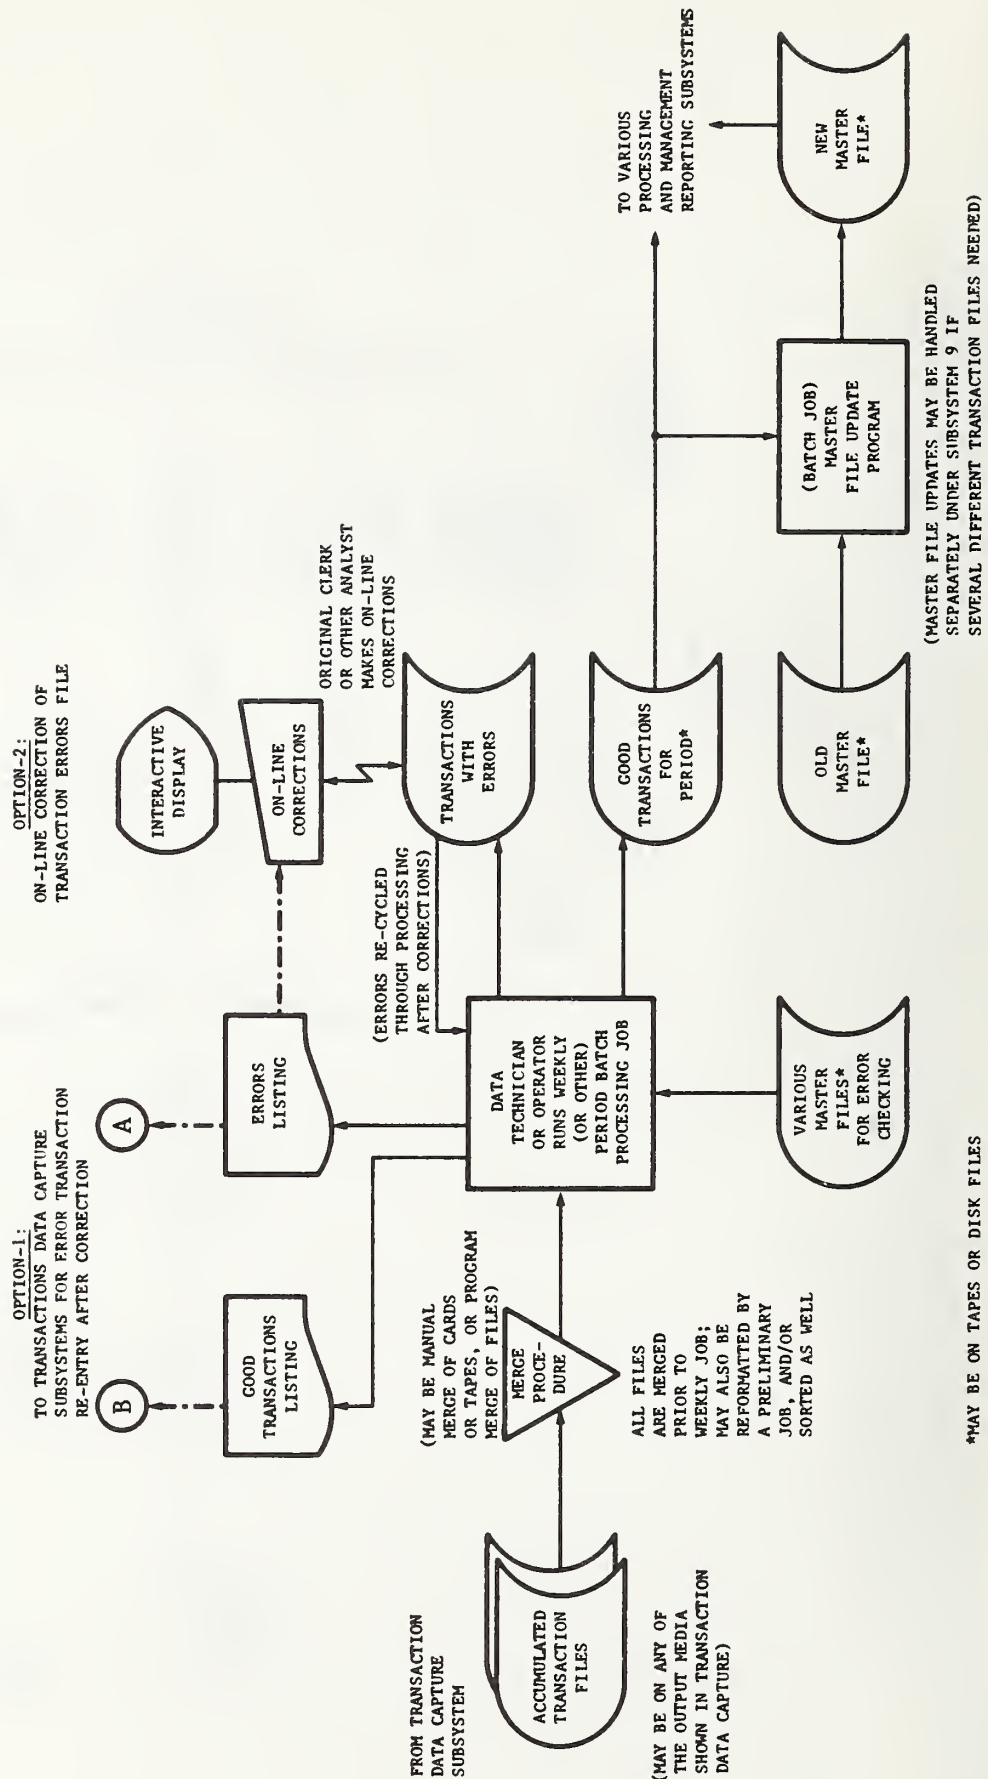 OPTION-1:
TO TRANSACTIONS DATA CAPTURE
SUBSYSTEMS FOR ERROR TRANSACTION
RE-ENTRY AFTER CORRECTION
OPTION-2:
ON-LINE CORRECTION OF
TRANSACTION ERRORS FILE
B
A
GOOD
TRANSACTIONS
LISTING
ERRORS
LISTING
INTERACTIVE
DISPLAY
ON-LINE
CORRECTIONS
ORIGINAL CLERK
OR OTHER ANALYST
MAKES ON-LINE
CORRECTIONS
FROM TRANSACTION
DATA CAPTURE
SUBSYSTEM
ACCUMULATED
TRANSACTION
FILES
(MAY BE ON ANY OF
THE OUTPUT MEDIA
SHOWN IN TRANSACTION
DATA CAPTURE)
(MAY BE MANUAL
MERGE OF CARDS
OR TAPES, OR PROGRAM
MERGE OF FILES)
MERGE
PROCE-
DURE
ALL FILES
ARE MERGED
PRIOR TO
WEEKLY JOB;
MAY ALSO BE
REFORMATTED BY
A PRELIMINARY
JOB, AND/OR
SORTED AS WELL
(ERRORS RE-CYCLED
THROUGH PROCESSING
AFTER CORRECTIONS)
DATA
TECHNICIAN
OR OPERATOR
RUNS WEEKLY
(OR OTHER)
PERIOD BATCH
PROCESSING JOB
VARIOUS
MASTER
FILES*
FOR ERROR
CHECKING
TRANSACTIONS
WITH
ERRORS
GOOD
TRANSACTIONS
FOR
PERIOD*
OLD
MASTER
FILE*
TO VARIOUS
PROCESSING
AND MANAGEMENT
REPORTING SUBSYSTEMS
(BATCH JOB)
MASTER
FILE UPDATE
PROGRAM
NEW
MASTER
FILE*
(MASTER FILE UPDATES MAY BE HANDLED
SEPARATELY UNDER SUBSYSTEM 9 IF
SEVERAL DIFFERENT TRANSACTION FILES NEEDED)
*MAY BE ON TAPES OR DISK FILES